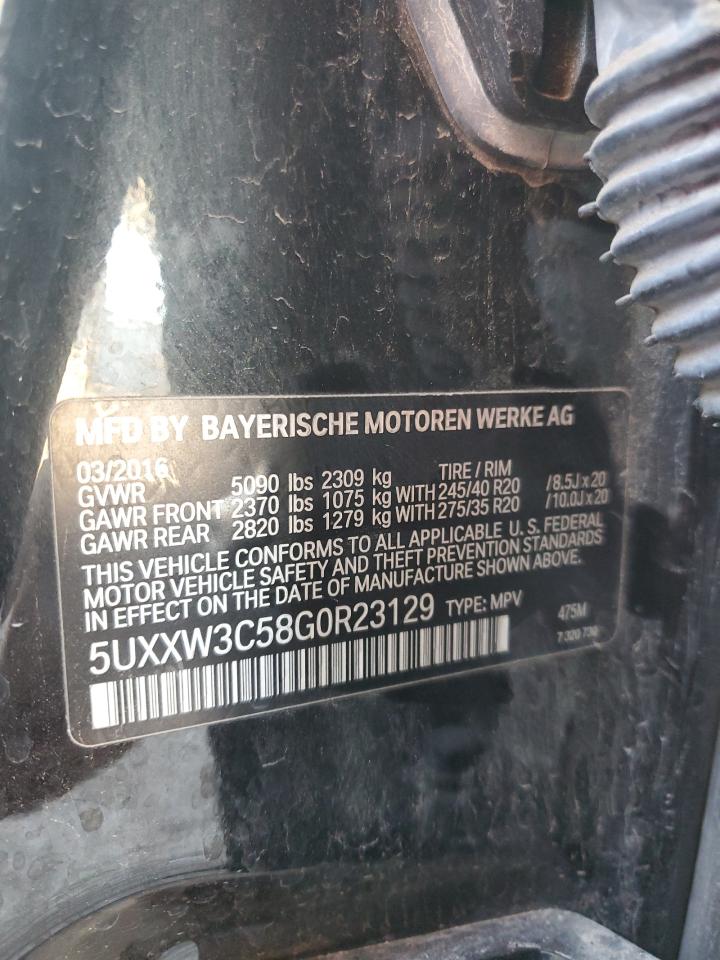 MFD BY BAYERISCHE MOTOREN WERKE AG
03/2016 TIRE / RIM
GVWR 5090 lbs 2309 kg
GAWR FRONT 2370 lbs 1075 kg WITH 245/40 R20 /8.5J x 20
GAWR REAR 2820 lbs 1279 kg WITH 275/35 R20 /10.0J x 20
THIS VEHICLE CONFORMS TO ALL APPLICABLE U. S. FEDERAL
MOTOR VEHICLE SAFETY AND THEFT PREVENTION STANDARDS
IN EFFECT ON THE DATE OF MANUFACTURE SHOWN ABOVE.
5UXXW3C58G0R23129 TYPE: MPV 475M
7 320 730